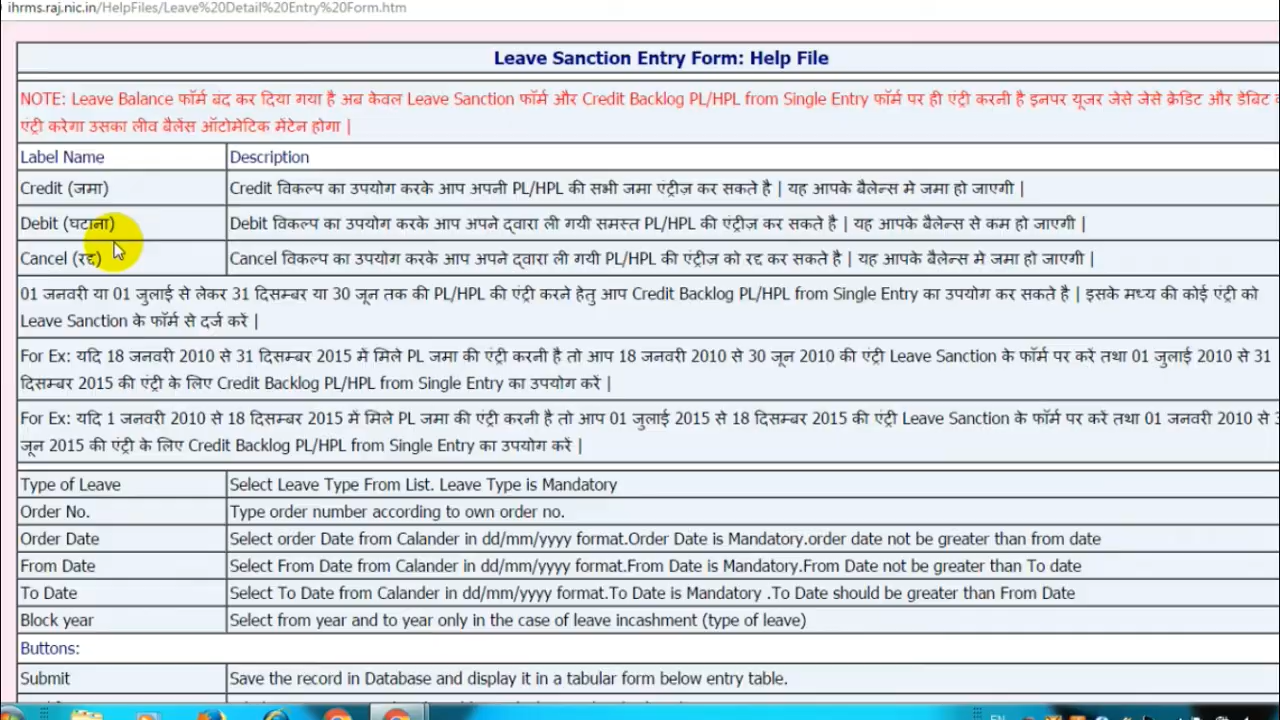 ihrms.raj.nic.in/HelpFiles/Leave%20Detail%20Entry%20Form.htm
Leave Sanction Entry Form: Help File
NOTE: Leave Balance फॉर्म बंद कर दिया गया है अब केवल Leave Sanction फॉर्म और Credit Backlog PL/HPL from Single Entry फॉर्म पर ही एंट्री करनी है इनपर यूजर जेसे जेसे क्रेडिट और डेबिट
एंट्री करेगा उसका लीव बैलेंस ऑटोमेटिक मेंटेन होगा |
Label Name Description
Credit (जमा) Credit विकल्प का उपयोग करके आप अपनी PL/HPL की सभी जमा एंट्रीज़ कर सकते है | यह आपके बैलेन्स मे जमा हो जाएगी |
Debit (घटाना) Debit विकल्प का उपयोग करके आप अपने द्वारा ली गयी समस्त PL/HPL की एंट्रीज़ कर सकते है | यह आपके बैलेन्स से कम हो जाएगी |
Cancel (रद्द) Cancel विकल्प का उपयोग करके आप अपने द्वारा ली गयी PL/HPL की एंट्रीज़ को रद्द कर सकते है | यह आपके बैलेन्स मे जमा हो जाएगी |
01 जनवरी या 01 जुलाई से लेकर 31 दिसम्बर या 30 जून तक की PL/HPL की एंट्री करने हेतु आप Credit Backlog PL/HPL from Single Entry का उपयोग कर सकते है | इसके मध्य की कोई एंट्री को
Leave Sanction के फॉर्म से दर्ज करें |
For Ex: यदि 18 जनवरी 2010 से 31 दिसम्बर 2015 में मिले PL जमा की एंट्री करनी है तो आप 18 जनवरी 2010 से 30 जून 2010 की एंट्री Leave Sanction के फॉर्म पर करें तथा 01 जुलाई 2010 से 31
दिसम्बर 2015 की एंट्री के लिए Credit Backlog PL/HPL from Single Entry का उपयोग करें |
For Ex: यदि 1 जनवरी 2010 से 18 दिसम्बर 2015 में मिले PL जमा की एंट्री करनी है तो आप 01 जुलाई 2015 से 18 दिसम्बर 2015 की एंट्री Leave Sanction के फॉर्म पर करें तथा 01 जनवरी 2010 से
जून 2015 की एंट्री के लिए Credit Backlog PL/HPL from Single Entry का उपयोग करें |
Type of Leave Select Leave Type From List. Leave Type is Mandatory
Order No. Type order number according to own order no.
Order Date Select order Date from Calander in dd/mm/yyyy format.Order Date is Mandatory.order date not be greater than from date
From Date Select From Date from Calander in dd/mm/yyyy format.From Date is Mandatory.From Date not be greater than To date
To Date Select To Date from Calander in dd/mm/yyyy format.To Date is Mandatory .To Date should be greater than From Date
Block year Select from year and to year only in the case of leave incashment (type of leave)
Buttons:
Submit Save the record in Database and display it in a tabular form below entry table.
EN